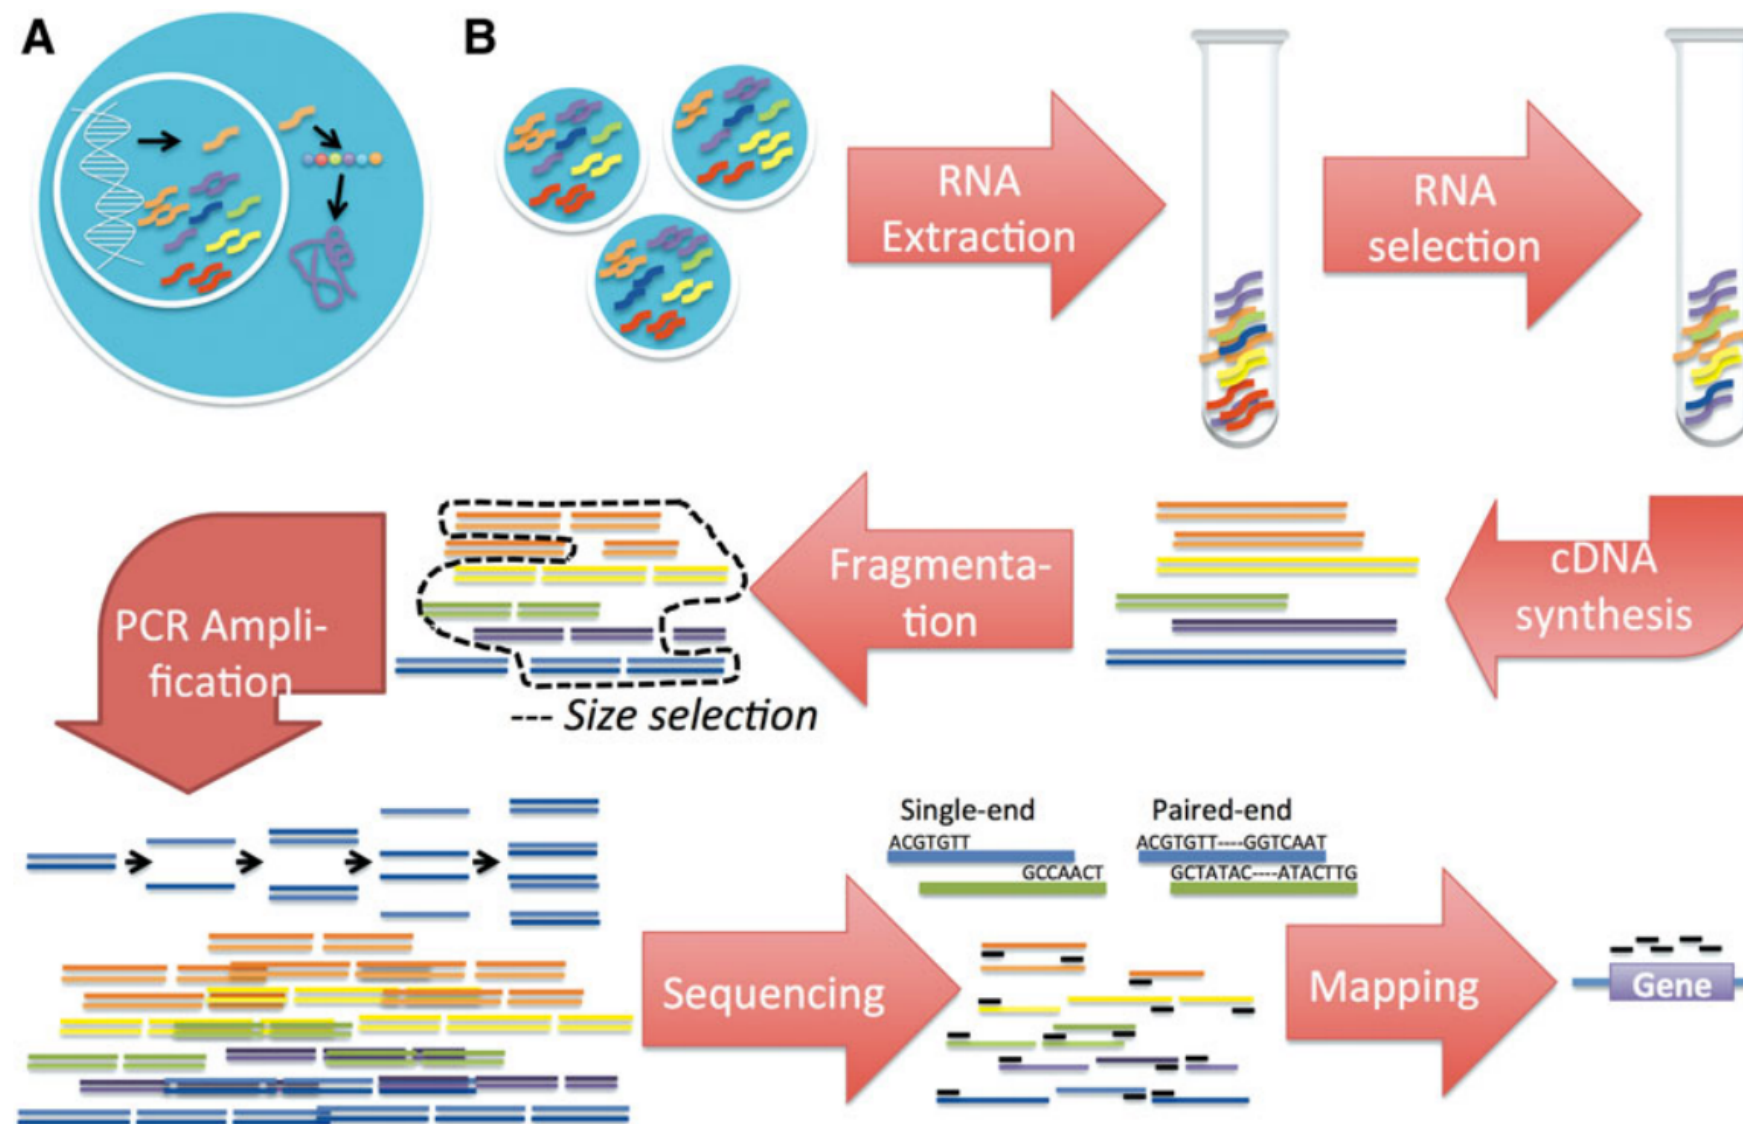 A
B
RNA
Extraction
RNA
selection
cDNA
synthesis
Fragmenta-
tion
PCR Ampli-
fication
--- Size selection
Sequencing
Single-end
ACGTGTT
GCCAACT
Paired-end
ACGTGTT----GGTCAAT
GCTATAC----ATACTTG
Mapping
Gene